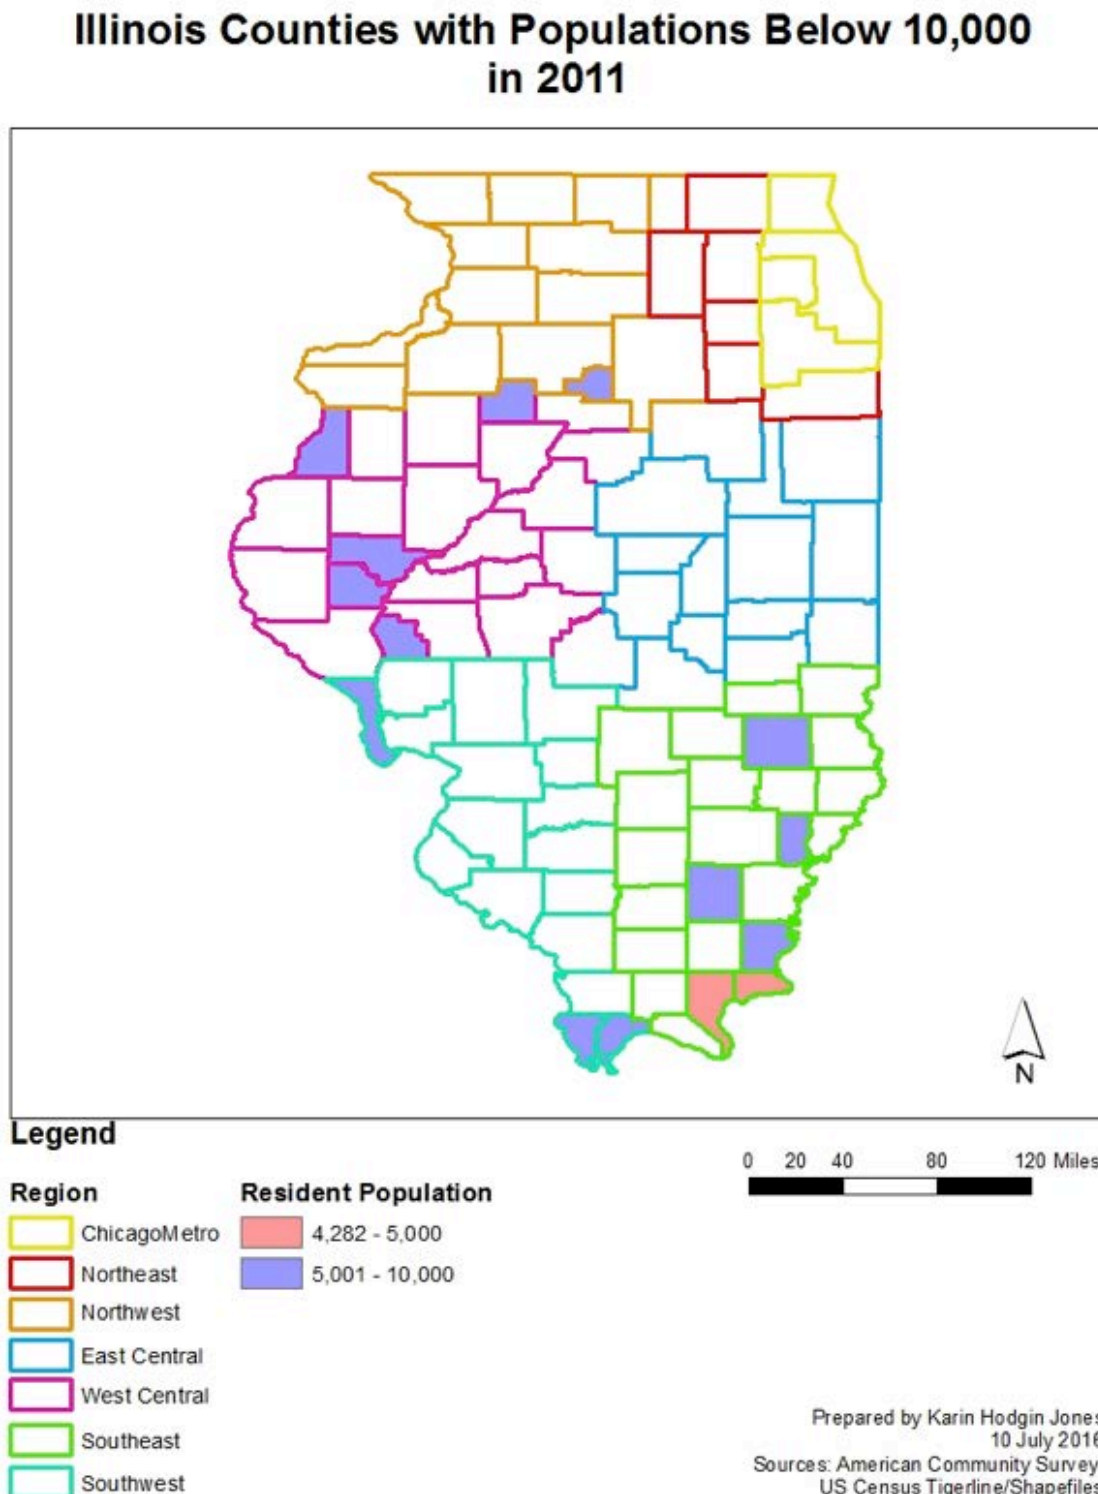 Illinois Counties with Populations Below 10,000
in 2011
N
Legend
0 20 40 80 120 Miles
Region
ChicagoMetro
Northeast
Northwest
East Central
West Central
Southeast
Southwest
Resident Population
4,282 - 5,000
5,001 - 10,000
Prepared by Karin Hodgin Jones
10 July 2016
Sources: American Community Survey
US Census Tigerline/Shapefiles